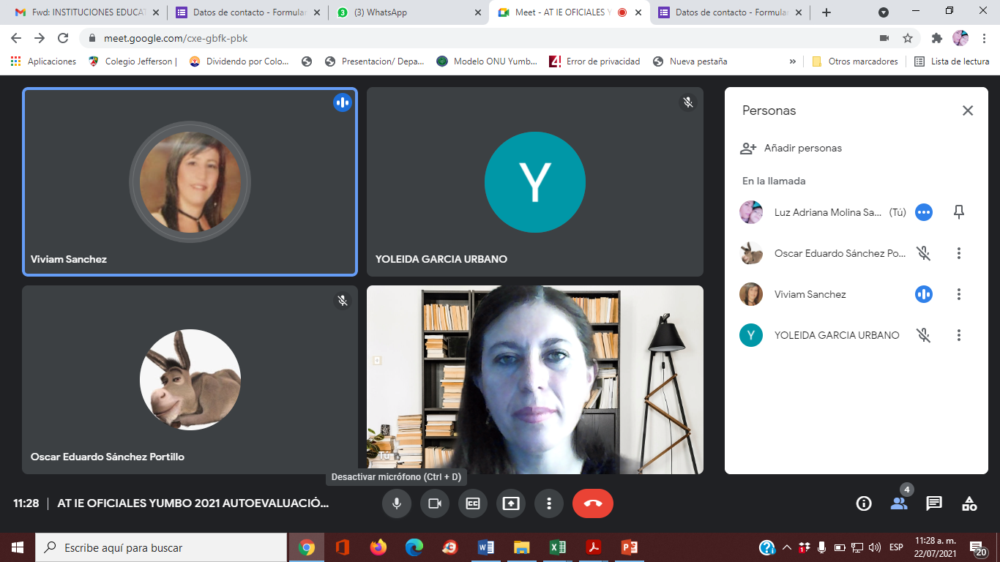 Fwd: INSTITUCIONES EDUCAT
Datos de contacto - Formular
(3) WhatsApp
Meet - AT IE OFICIALES Y
Datos de contacto - Formular
meet.google.com/cxe-gbfk-pbk
Aplicaciones
Colegio Jefferson |
Dividendo por Colo...
Presentacion/ Depa...
Modelo ONU Yumb...
Error de privacidad
Nueva pestaña
»
Otros marcadores
Lista de lectura
Viviam Sanchez
Y
YOLEIDA GARCIA URBANO
Oscar Eduardo Sánchez Portillo
Tú
Personas
Añadir personas
En la llamada
Luz Adriana Molina Sa... (Tú)
Oscar Eduardo Sánchez Po...
Viviam Sanchez
Y YOLEIDA GARCIA URBANO
Desactivar micrófono (Ctrl + D)
11:28 | AT IE OFICIALES YUMBO 2021 AUTOEVALUACIÓ...
4
Escribe aquí para buscar
ESP
11:28 a. m.
22/07/2021
20